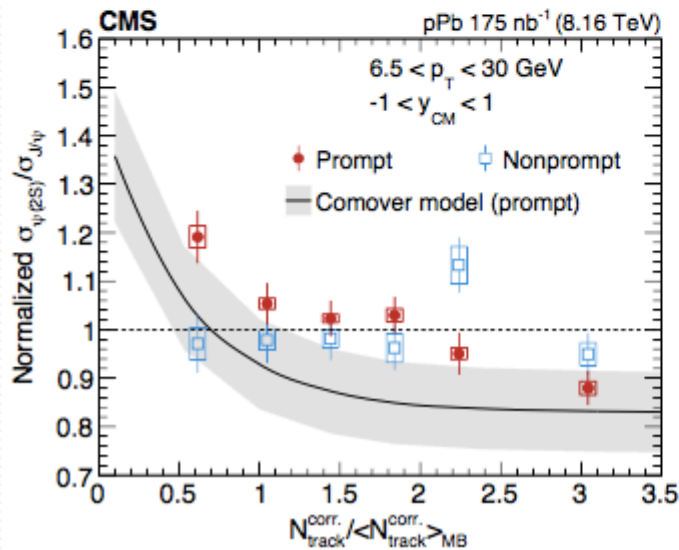 CMS
pPb 175 nb⁻¹ (8.16 TeV)
6.5 < p_T < 30 GeV
-1 < y_CM < 1
Prompt
Nonprompt
Comover model (prompt)
Normalized σ_ψ(2S)/σ_J/ψ
1.6
1.5
1.4
1.3
1.2
1.1
1
0.9
0.8
0.7
0 0.5 1 1.5 2 2.5 3 3.5
N_track^corr./<N_track^corr.>_MB